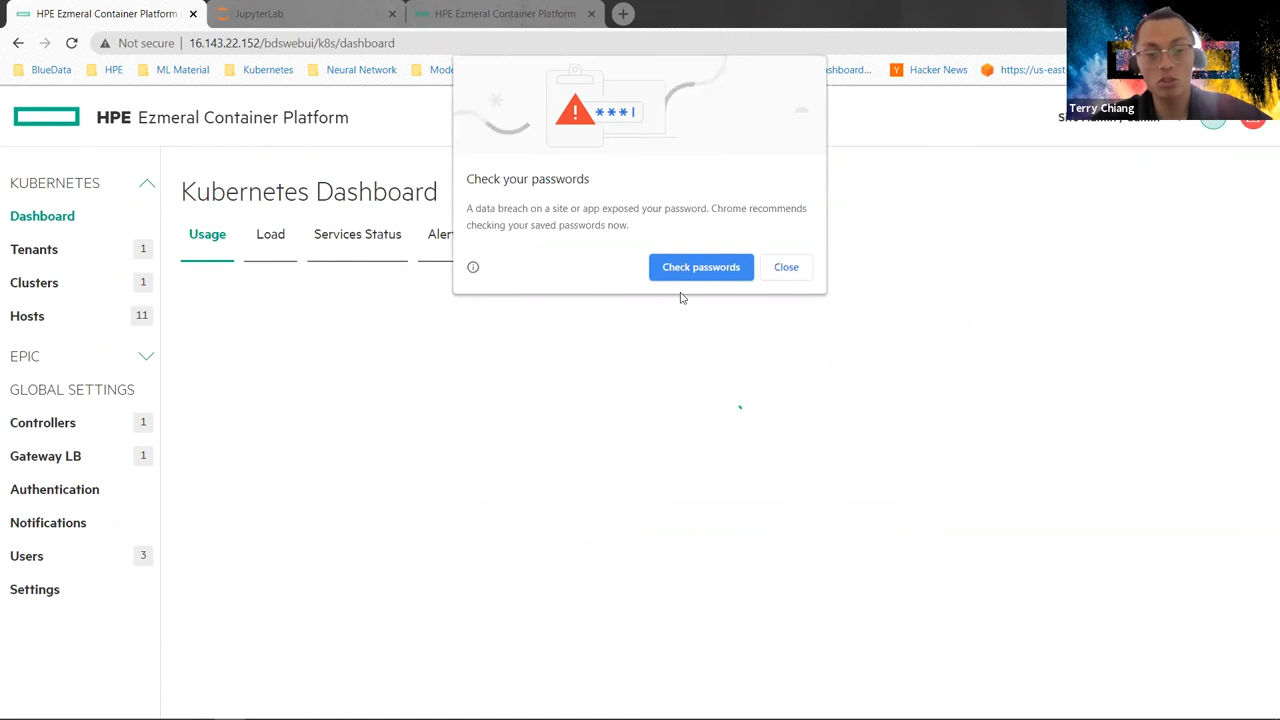 HPE Ezmeral Container Platform
JupyterLab
HPE Ezmeral Container Platform
Not secure
16.143.22.152/bdswebui/k8s/dashboard
BlueData
HPE
ML Material
Kubernetes
Neural Network
Mode
ashboard...
Hacker News
https://us-east
Terry Chiang
HPE Ezmeral Container Platform
KUBERNETES
Dashboard
Tenants 1
Clusters 1
Hosts 11
EPIC
GLOBAL SETTINGS
Controllers 1
Gateway LB 1
Authentication
Notifications
Users 3
Settings
Kubernetes Dashboard
Usage
Load
Services Status
Aler
***
Check your passwords
A data breach on a site or app exposed your password. Chrome recommends
checking your saved passwords now.
Check passwords
Close